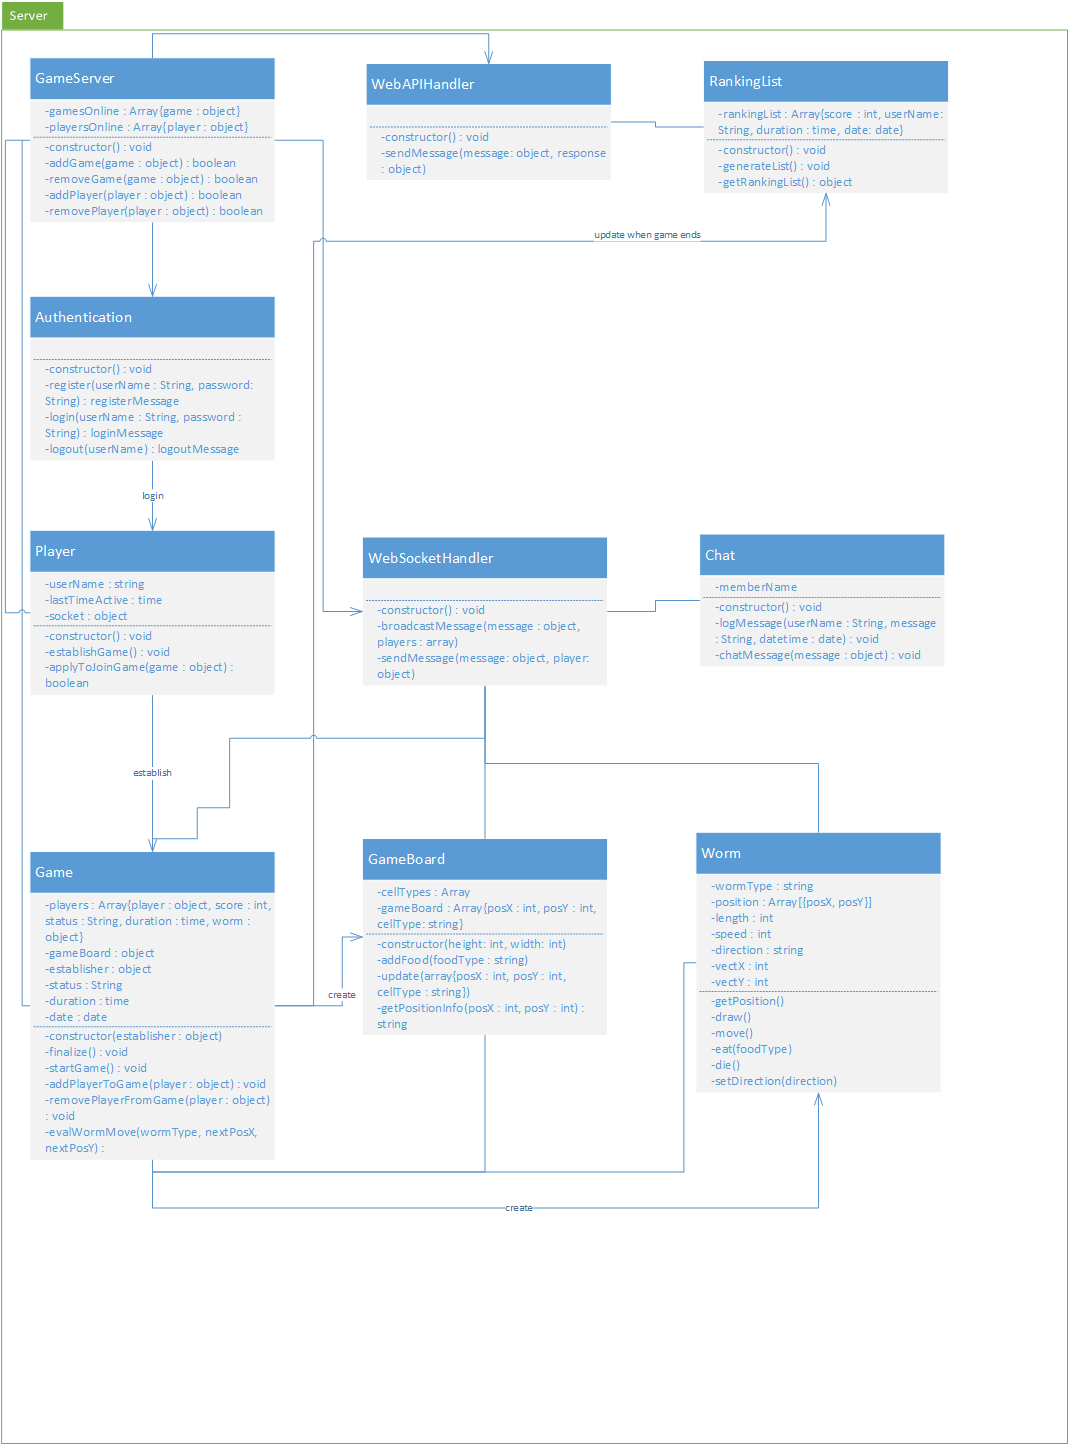 Server
GameServer
-gamesOnline : Array{game : object}
-playersOnline : Array{player : object}
-constructor() : void
-addGame(game : object) : boolean
-removeGame(game : object) : boolean
-addPlayer(player : object) : boolean
-removePlayer(player : object) : boolean
WebAPIHandler
-constructor() : void
-sendMessage(message: object, response
: object)
RankingList
-rankingList : Array{score : int, userName:
String, duration : time, date: date}
-constructor() : void
-generateList() : void
-getRankingList() : object
update when game ends
Authentication
-constructor() : void
-register(userName : String, password:
String) : registerMessage
-login(userName : String, password :
String) : loginMessage
-logout(userName) : logoutMessage
login
Player
-userName : string
-lastTimeActive : time
-socket : object
-constructor() : void
-establishGame() : void
-applyToJoinGame(game : object) :
boolean
WebSocketHandler
-constructor() : void
-broadcastMessage(message : object,
players : array)
-sendMessage(message: object, player:
object)
Chat
-memberName
-constructor() : void
-logMessage(userName : String, message
: String, datetime : date) : void
-chatMessage(message : object) : void
establish
Game
-players : Array{player : object, score : int,
status : String, duration : time, worm :
object}
-gameBoard : object
-establisher : object
-status : String
-duration : time
-date : date
-constructor(establisher : object)
-finalize() : void
-startGame() : void
-addPlayerToGame(player : object) : void
-removePlayerFromGame(player : object)
: void
-evalWormMove(wormType, nextPosX,
nextPosY) :
create
GameBoard
-cellTypes : Array
-gameBoard : Array{posX : int, posY : int,
cellType: string}
-constructor(height: int, width: int)
-addFood(foodType : string)
-update(array{posX : int, posY : int,
cellType : string})
-getPositionInfo(posX : int, posY : int) :
string
Worm
-wormType : string
-position : Array[{posX, posY}]
-length : int
-speed : int
-direction : string
-vectX : int
-vectY : int
-getPosition()
-draw()
-move()
-eat(foodType)
-die()
-setDirection(direction)
create